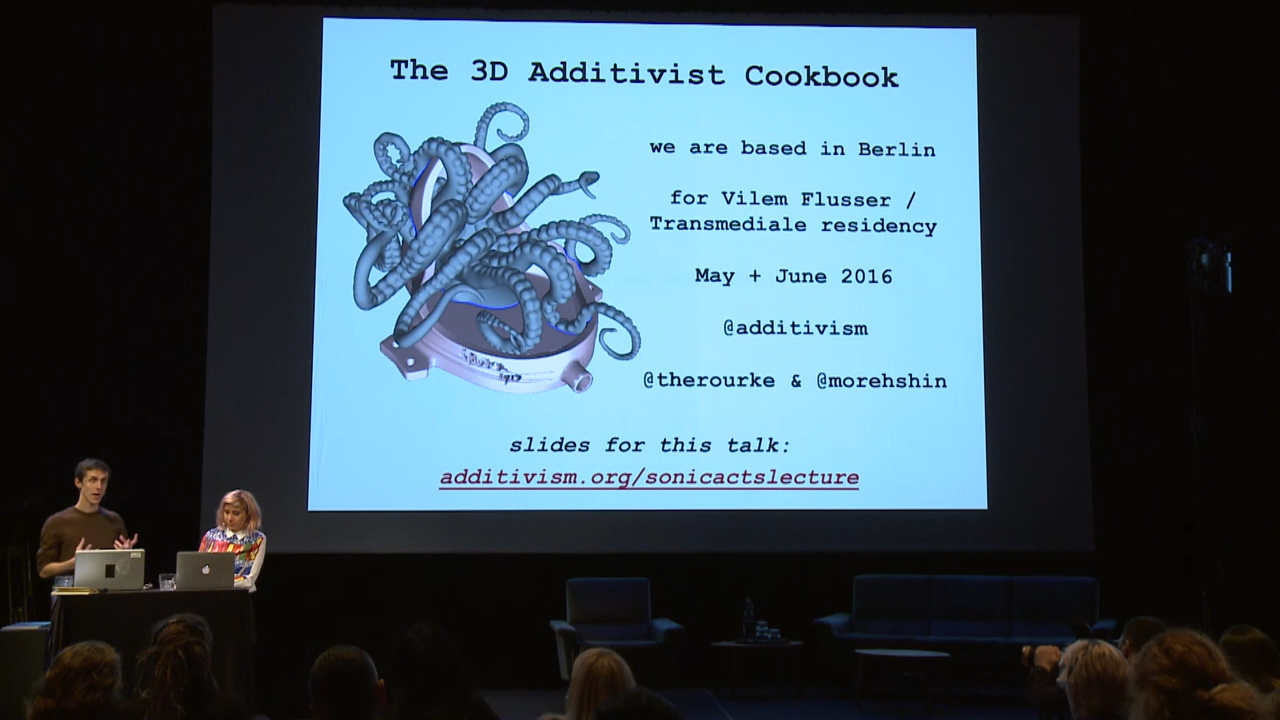 The 3D Additivist Cookbook
we are based in Berlin
for Vilem Flusser /
Transmediale residency
May + June 2016
@additivism
@therourke & @morehshin
slides for this talk:
additivism.org/sonicactslecture